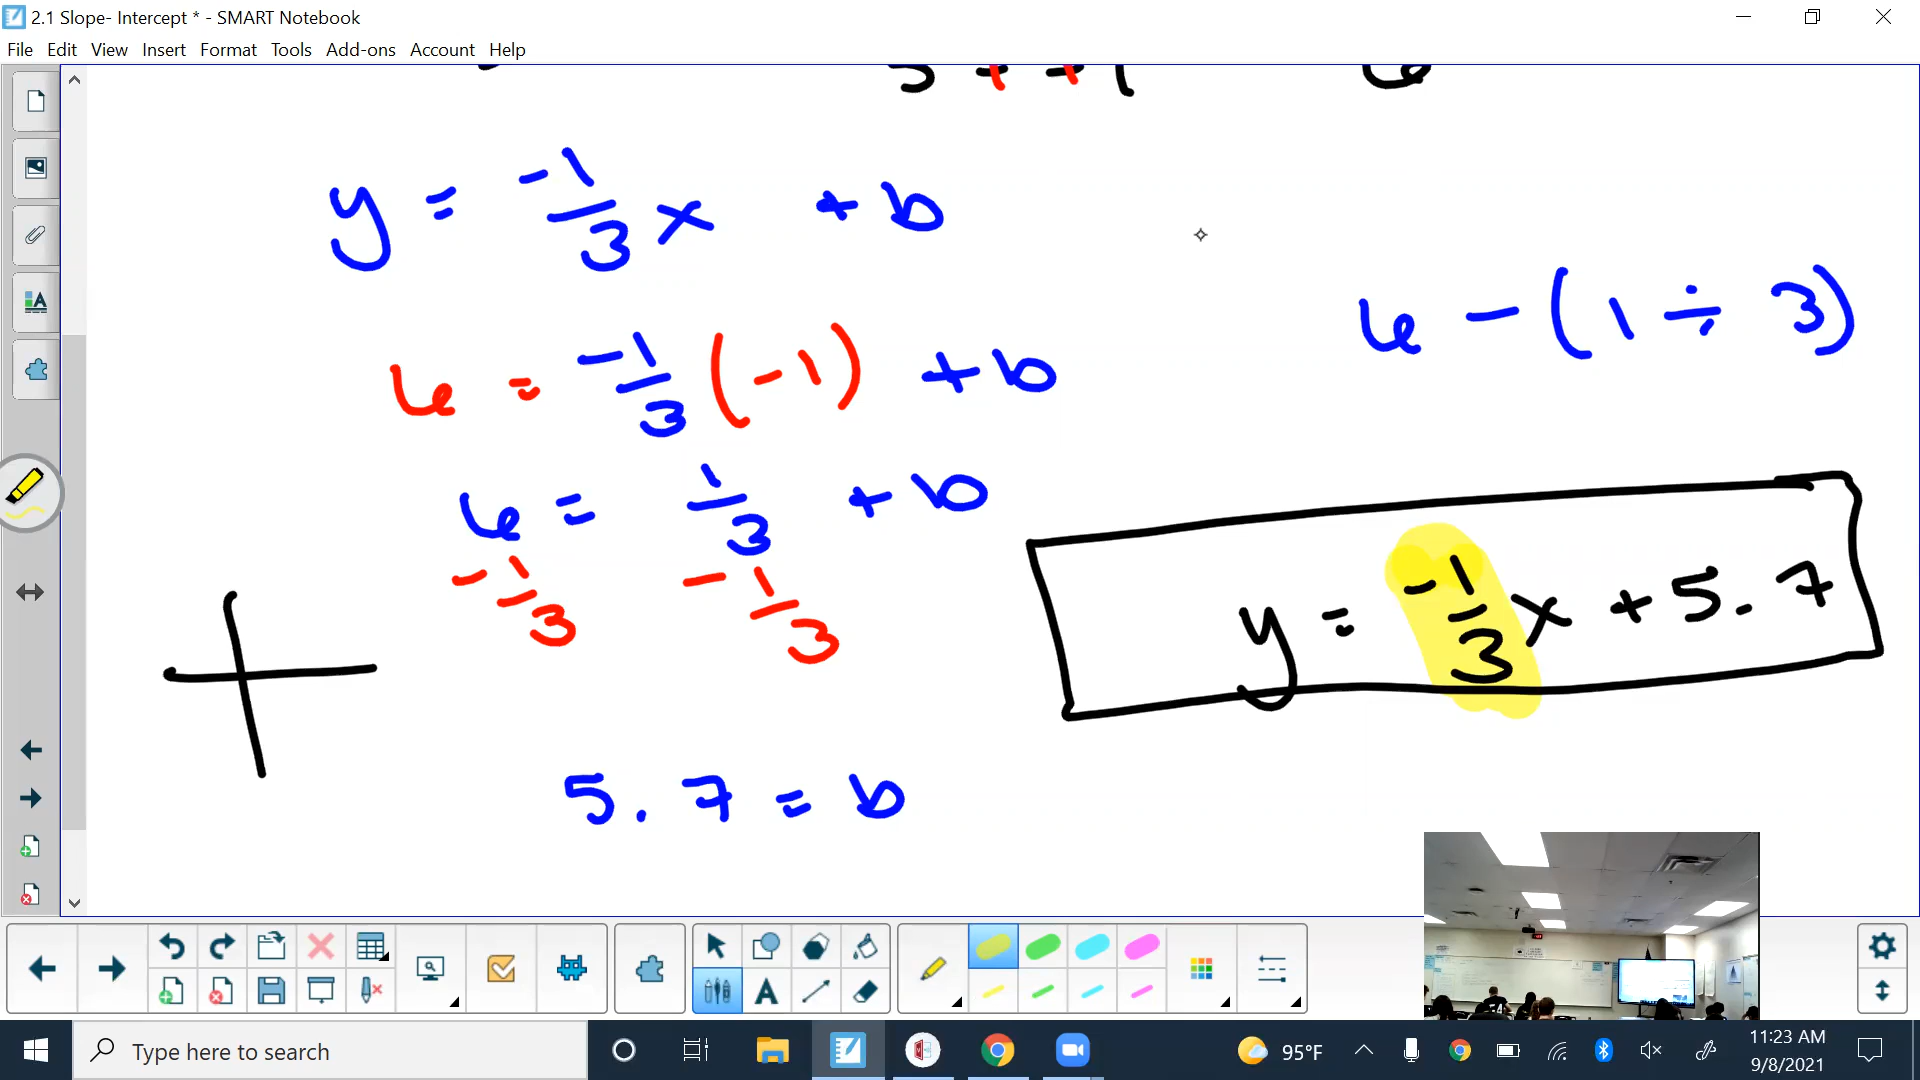 2.1 Slope- Intercept * - SMART Notebook
File Edit View Insert Format Tools Add-ons Account Help
y = -1/3 x + b
6 - (1 ÷ 3)
6 = -1/3 (-1) + b
6 = 1/3 + b
-1/3 -1/3
y = -1/3 x + 5.7
5.7 = b
Type here to search
95°F
11:23 AM
9/8/2021